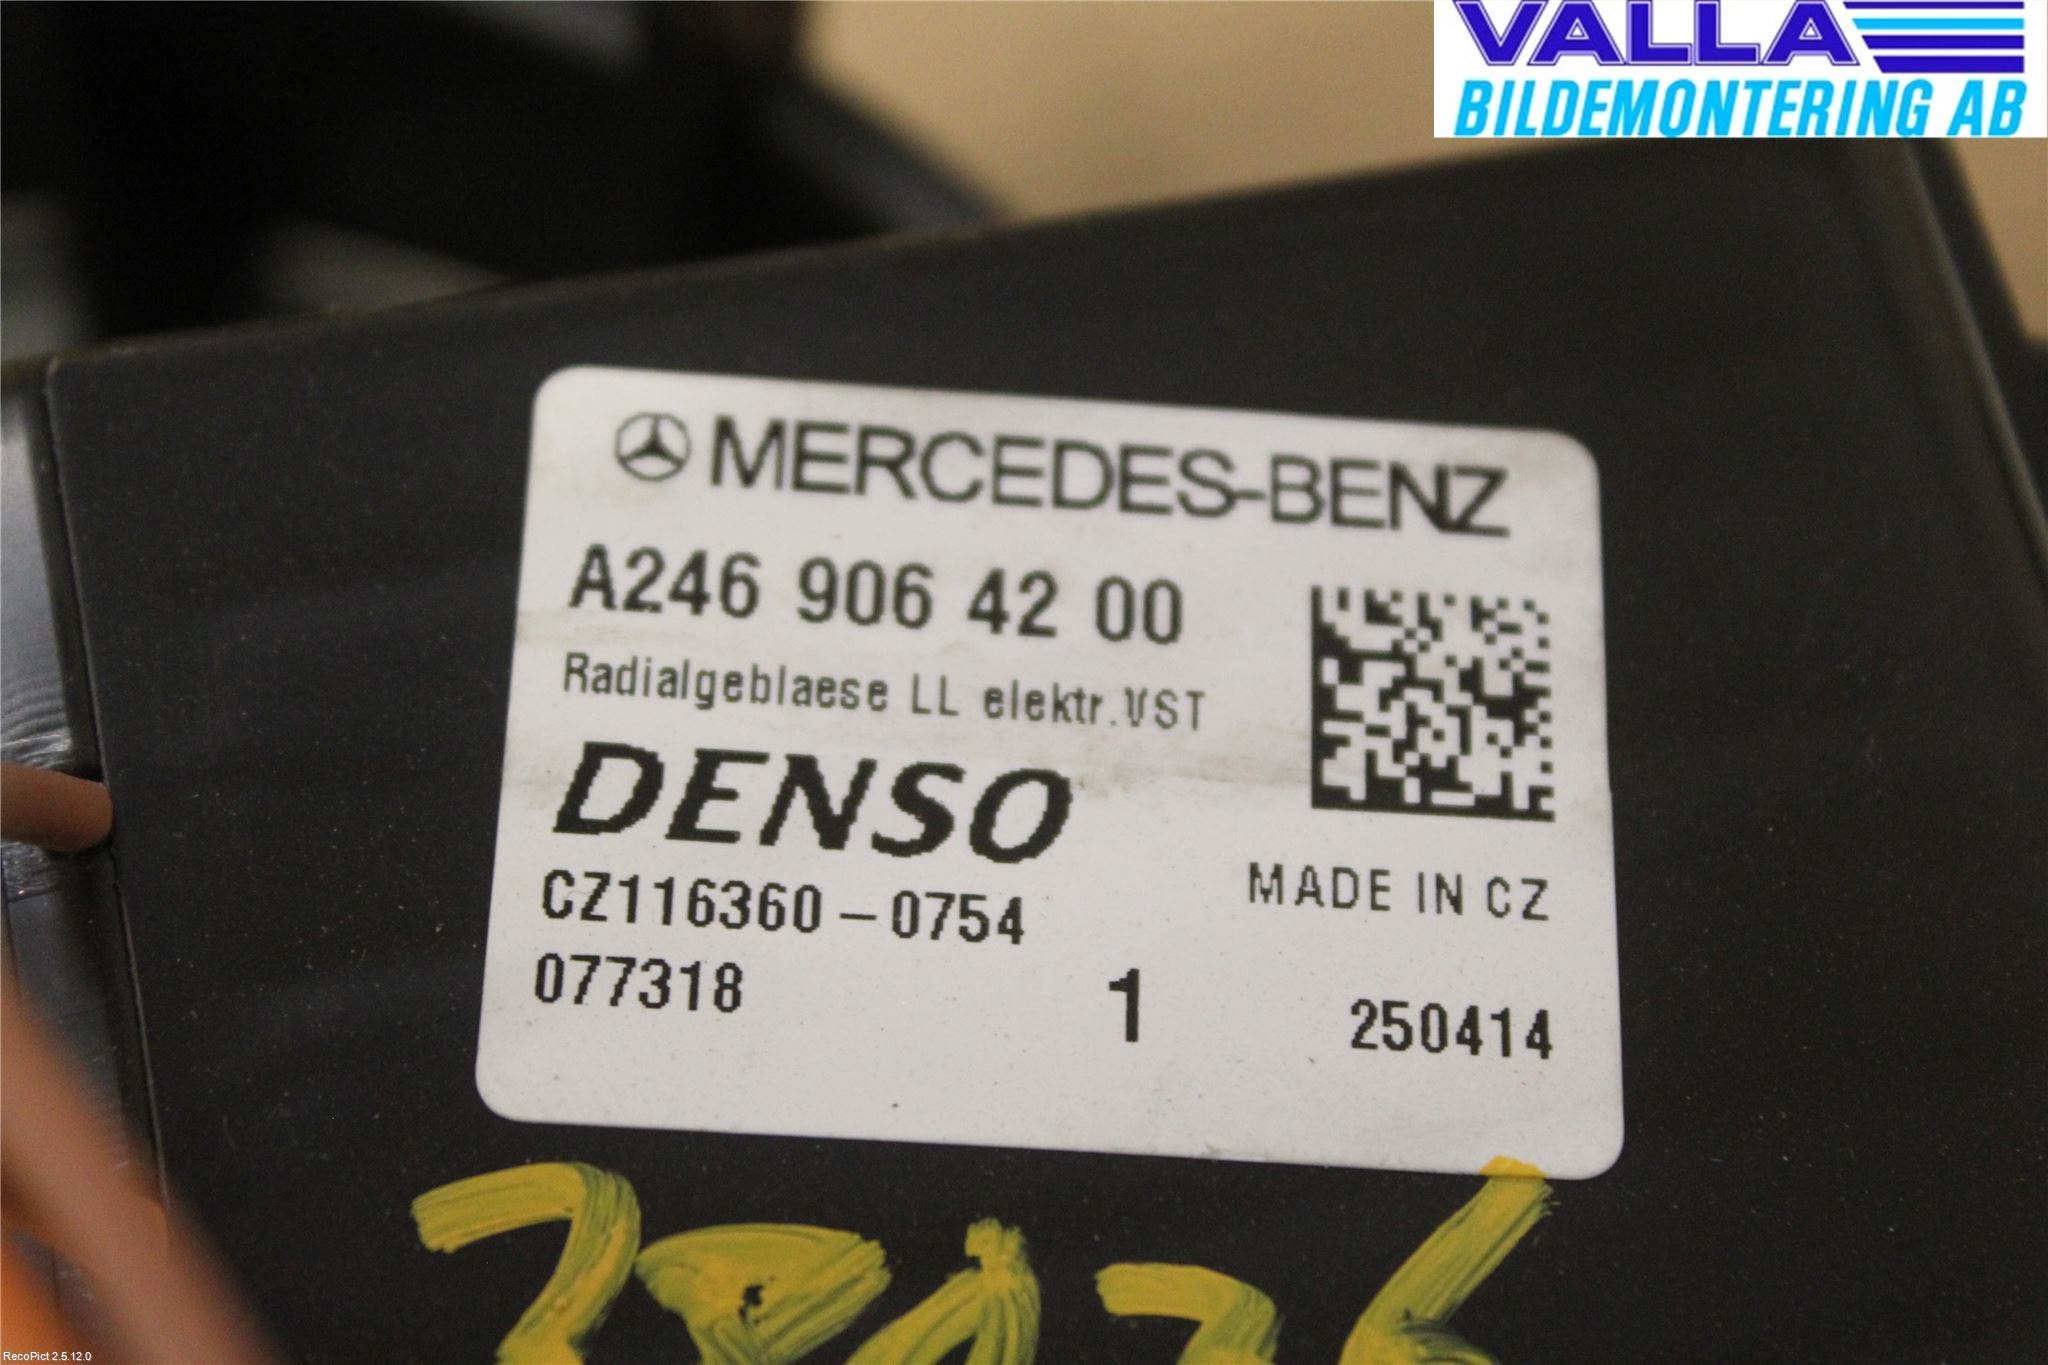 VALLA
BILDEMONTERING AB
MERCEDES-BENZ
A246 906 42 00
Radialgeblaese LL elektr.VST
DENSO
MADE IN CZ
CZ116360-0754
077318 1 250414
RecoPict 2.5.12.0